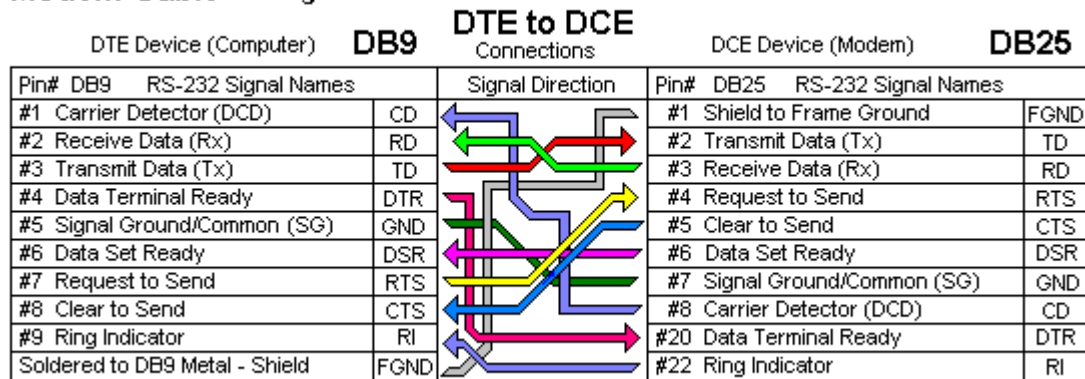 DTE to DCE
DTE Device (Computer) DB9 Connections DCE Device (Modem) DB25
Pin# DB9 RS-232 Signal Names Signal Direction Pin# DB25 RS-232 Signal Names
#1 Carrier Detector (DCD) CD #1 Shield to Frame Ground FGND
#2 Receive Data (Rx) RD #2 Transmit Data (Tx) TD
#3 Transmit Data (Tx) TD #3 Receive Data (Rx) RD
#4 Data Terminal Ready DTR #4 Request to Send RTS
#5 Signal Ground/Common (SG) GND #5 Clear to Send CTS
#6 Data Set Ready DSR #6 Data Set Ready DSR
#7 Request to Send RTS #7 Signal Ground/Common (SG) GND
#8 Clear to Send CTS #8 Carrier Detector (DCD) CD
#9 Ring Indicator RI #20 Data Terminal Ready DTR
Soldered to DB9 Metal - Shield FGND #22 Ring Indicator RI